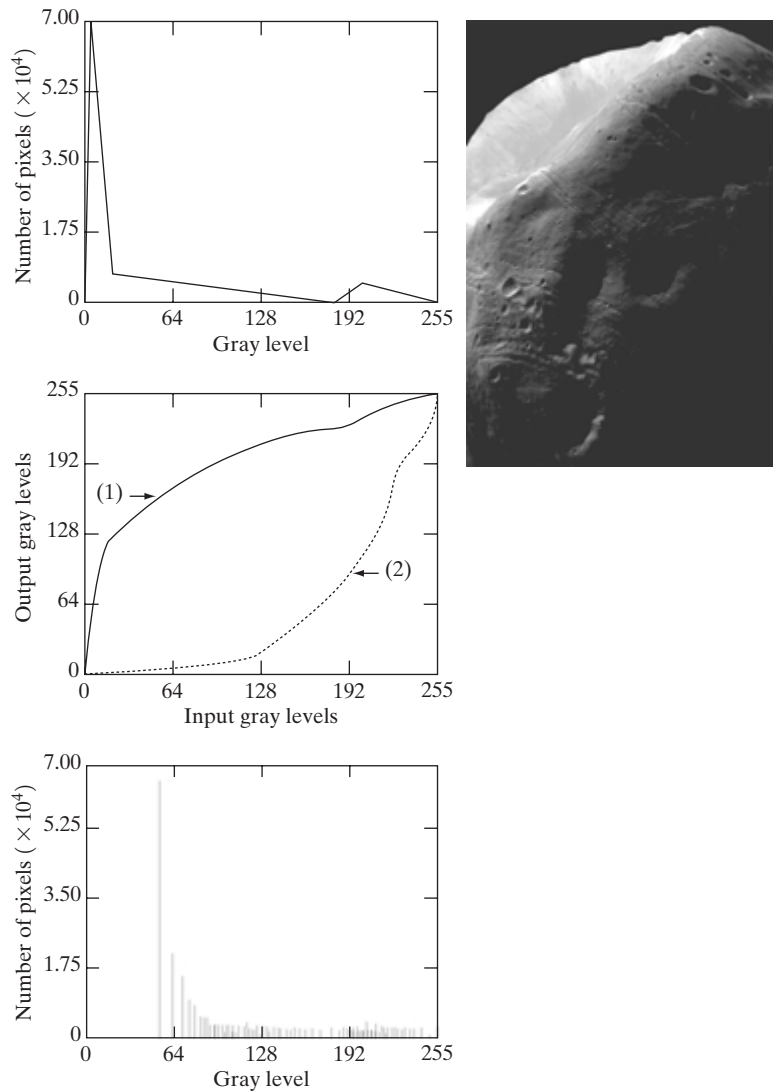 7.00
5.25
3.50
1.75
0
Number of pixels ( × 10⁴)
0 64 128 192 255
Gray level
255
192
128
64
0
Output gray levels
(1)
(2)
0 64 128 192 255
Input gray levels
7.00
5.25
3.50
1.75
0
Number of pixels ( × 10⁴)
0 64 128 192 255
Gray level